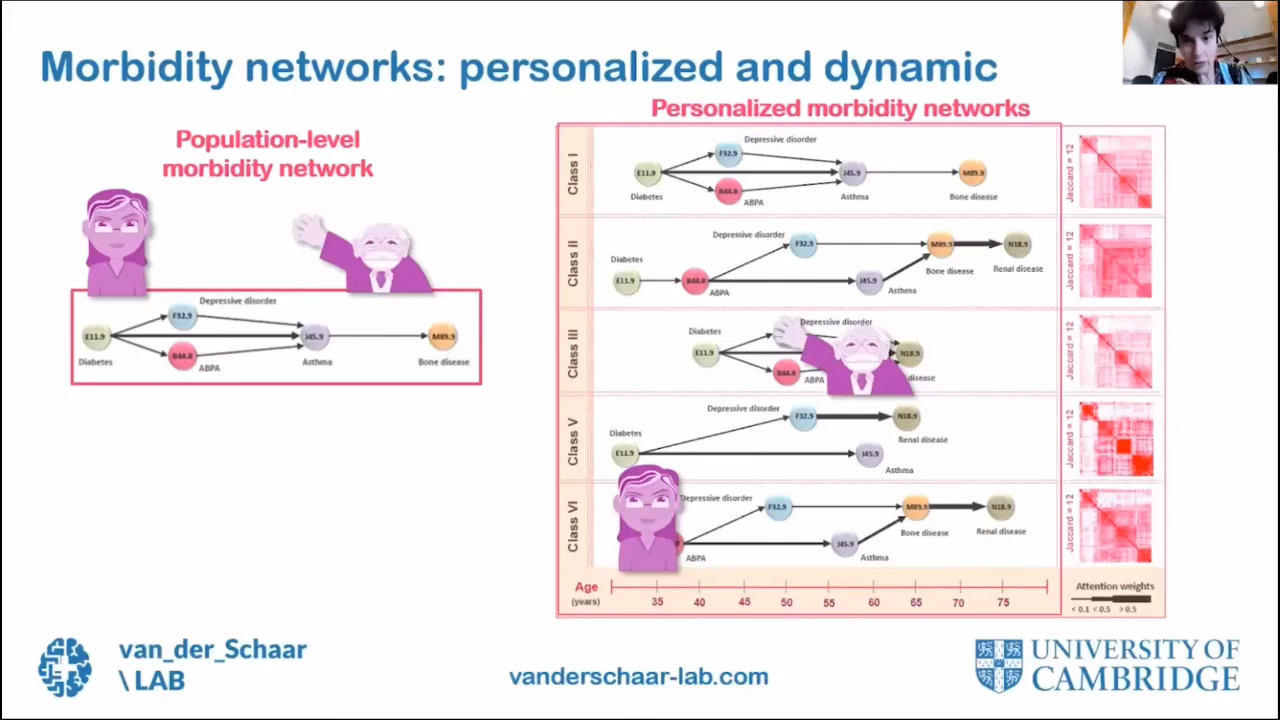 Morbidity networks: personalized and dynamic
Population-level
morbidity network
Depressive disorder
F32.9
E11.9
J45.9
M89.9
Diabetes
B44.8
ABPA
Asthma
Bone disease
Personalized morbidity networks
Class I
Depressive disorder
F32.9
E11.9
J45.9
M89.9
Diabetes
B44.8
ABPA
Asthma
Bone disease
Jaccard = 12
Class II
Depressive disorder
F32.9
M89.9
N18.9
Diabetes
Bone disease
Renal disease
E11.9
B44.8
J45.9
ABPA
Asthma
Jaccard = 12
Class III
Diabetes
Depressive disorder
E11.9
N18.9
B44.8
ABPA
disease
Jaccard = 12
Class V
Depressive disorder
F32.9
N18.9
Diabetes
Renal disease
E11.9
J45.9
Asthma
Jaccard = 12
Class VI
Depressive disorder
F32.9
M89.9
N18.9
Bone disease
Renal disease
J45.9
ABPA
Asthma
Jaccard = 12
Age
(years)
35 40 45 50 55 60 65 70 75
Attention weights
< 0.1 < 0.5 > 0.5
van_der_Schaar
\ LAB
vanderschaar-lab.com
UNIVERSITY OF
CAMBRIDGE